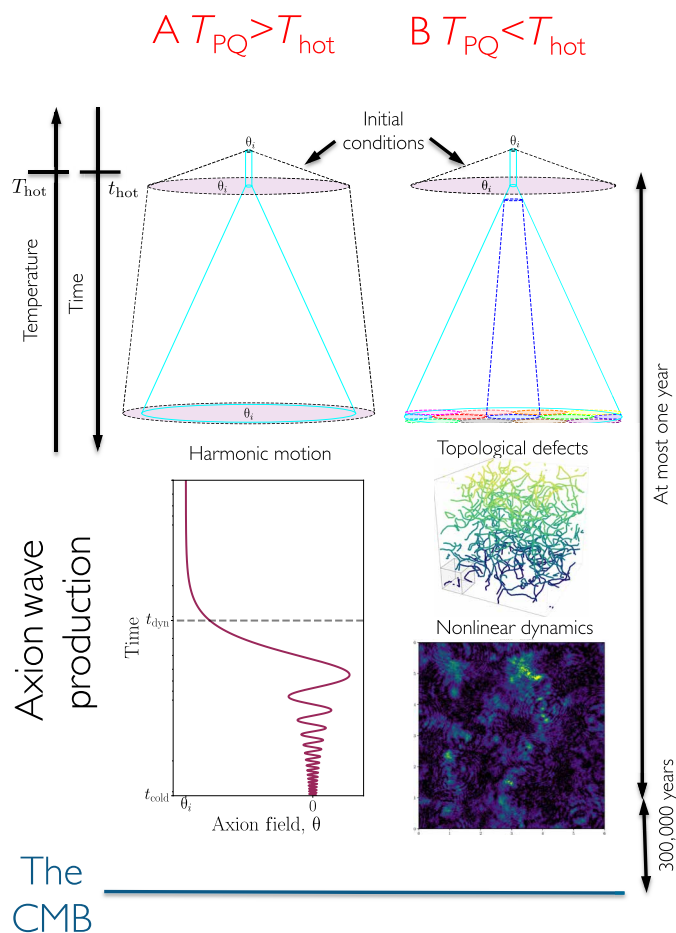 A T_PQ>T_hot
B T_PQ<T_hot
Initial
conditions
θ_i
θ_i
T_hot
t_hot
θ_i
θ_i
Temperature
Time
θ_i
At most one year
Harmonic motion
Topological defects
Axion wave
production
Time
t_dyn
t_cold
θ_i
0
Axion field, θ
Nonlinear dynamics
300,000 years
The
CMB